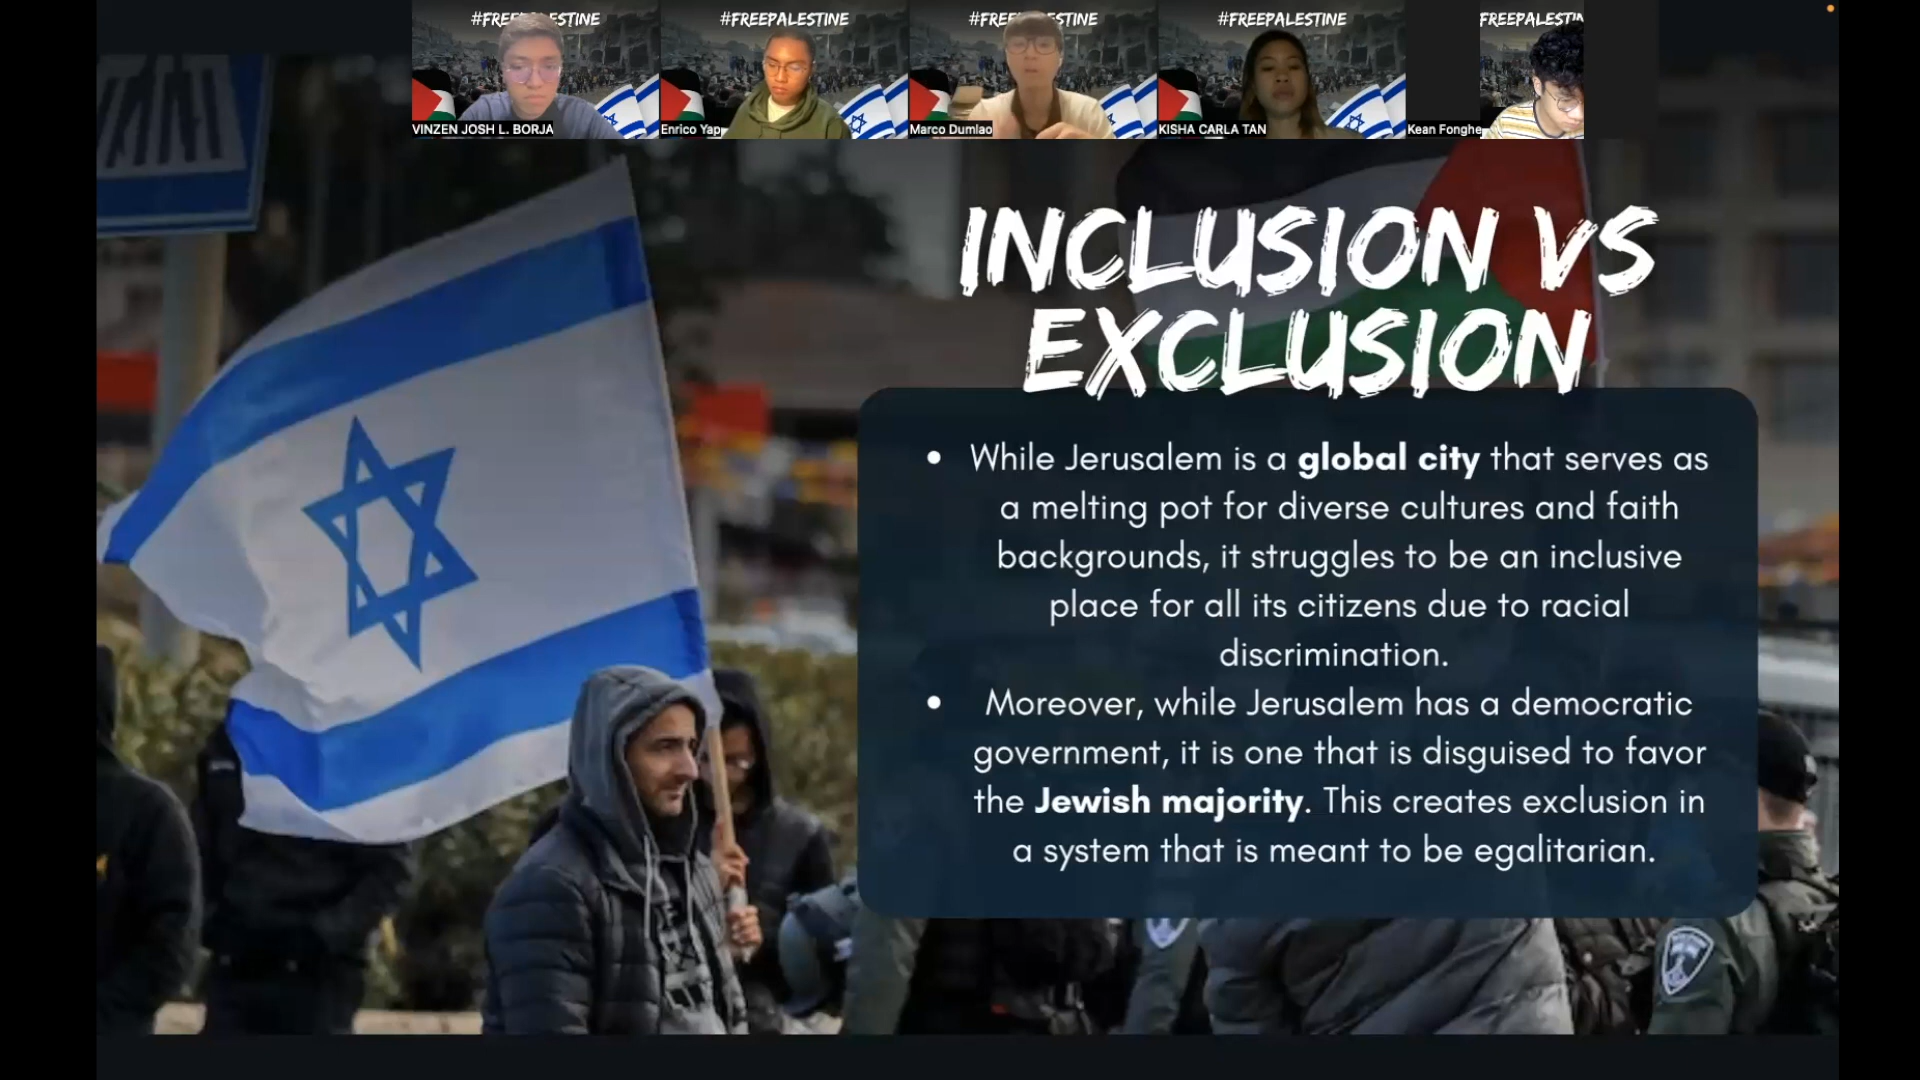 #FREEPALESTINE
#FREEPALESTINE
#FREEPALESTINE
#FREEPALESTINE
FREEPALESTIN
VINZEN JOSH L. BORJA
Enrico Yap
Marco Dumlao
KISHA CARLA TAN
Kean Fonghe
INCLUSION VS
EXCLUSION
• While Jerusalem is a global city that serves as
a melting pot for diverse cultures and faith
backgrounds, it struggles to be an inclusive
place for all its citizens due to racial
discrimination.
• Moreover, while Jerusalem has a democratic
government, it is one that is disguised to favor
the Jewish majority. This creates exclusion in
a system that is meant to be egalitarian.